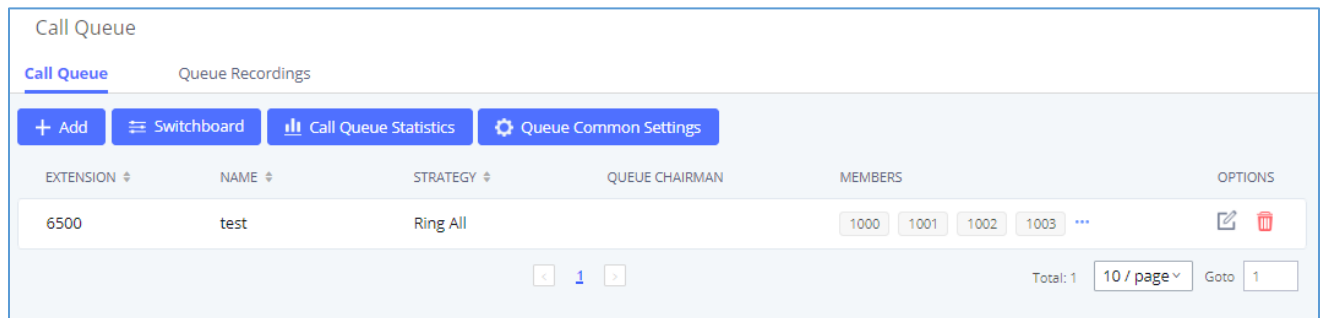 Call Queue
Call Queue Queue Recordings
+ Add Switchboard Call Queue Statistics Queue Common Settings
EXTENSION NAME STRATEGY QUEUE CHAIRMAN MEMBERS OPTIONS
6500 test Ring All 1000 1001 1002 1003 ...
< 1 > Total: 1 10 / page Goto 1